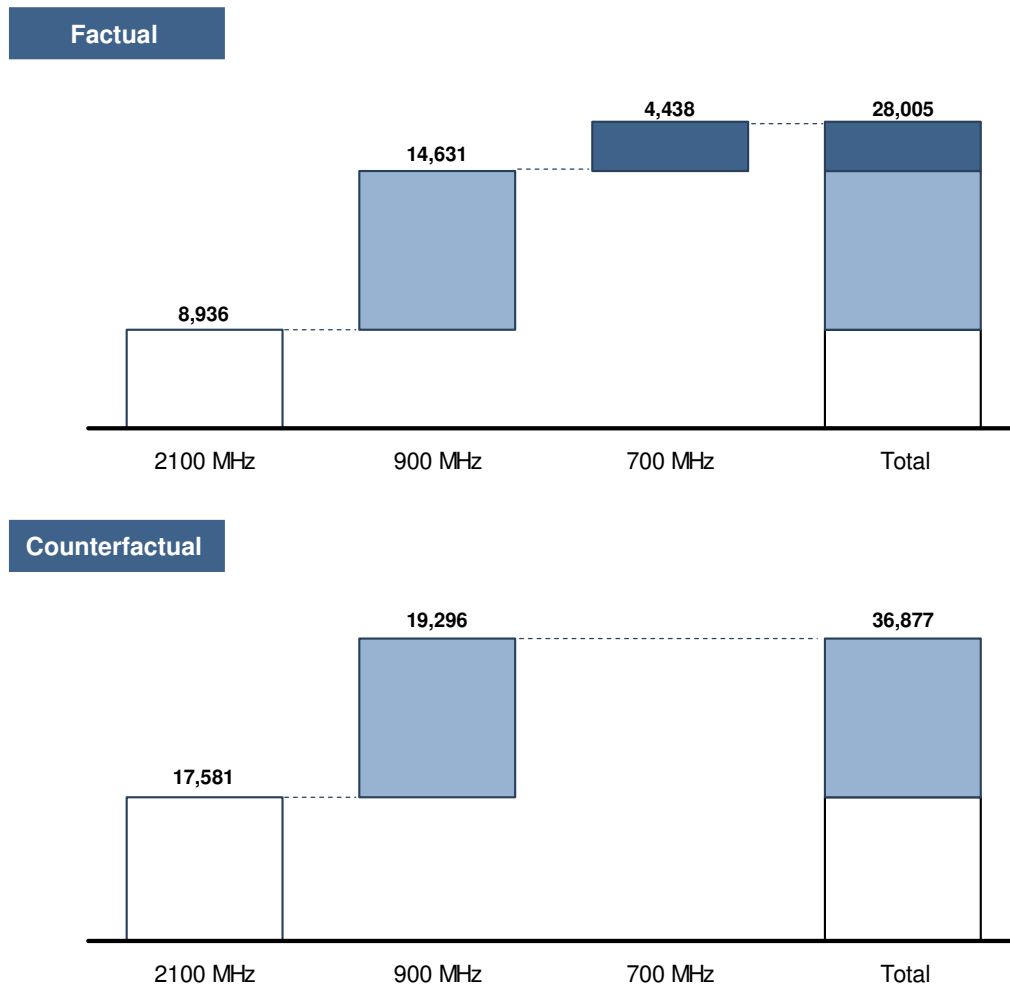 Factual
4,438 28,005
14,631
8,936
2100 MHz 900 MHz 700 MHz Total
Counterfactual
19,296 36,877
17,581
2100 MHz 900 MHz 700 MHz Total